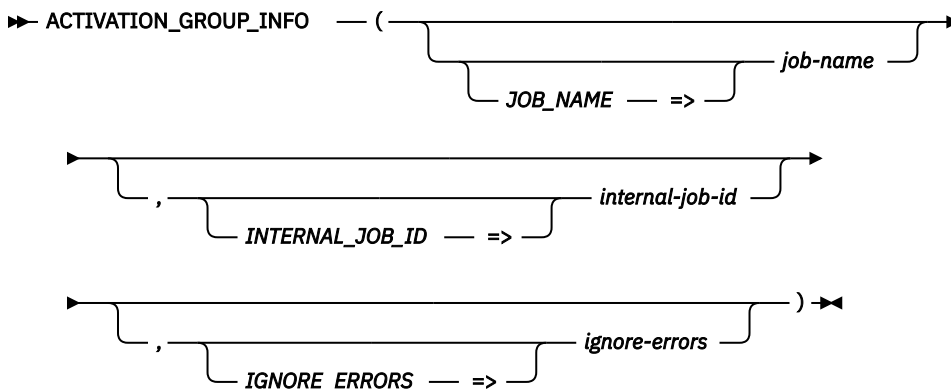 ACTIVATION_GROUP_INFO (
job-name
JOB_NAME =>
, internal-job-id
INTERNAL_JOB_ID =>
)
, ignore-errors
IGNORE_ERRORS =>